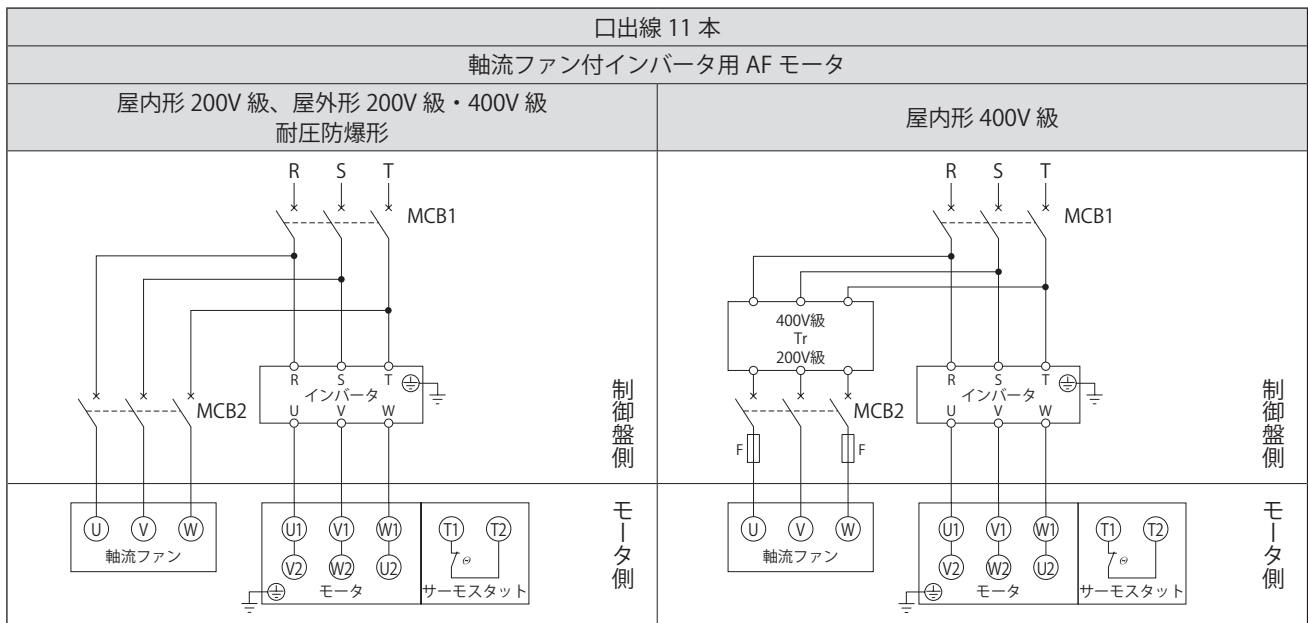 口出線 11 本
軸流ファン付インバータ用 AF モータ
屋内形 200V 級、屋外形 200V 級・400V 級
耐圧防爆形
屋内形 400V 級
R S T
MCB1
R S T
インバータ
U V W
MCB2
制御盤側
U V W
軸流ファン
U1 V1 W1
V2 W2 U2
モータ
T1 T2
Θ
サーモスタット
モータ側
R S T
MCB1
400V級
Tr
200V級
R S T
インバータ
U V W
MCB2
F F
制御盤側
U V W
軸流ファン
U1 V1 W1
V2 W2 U2
モータ
T1 T2
Θ
サーモスタット
モータ側